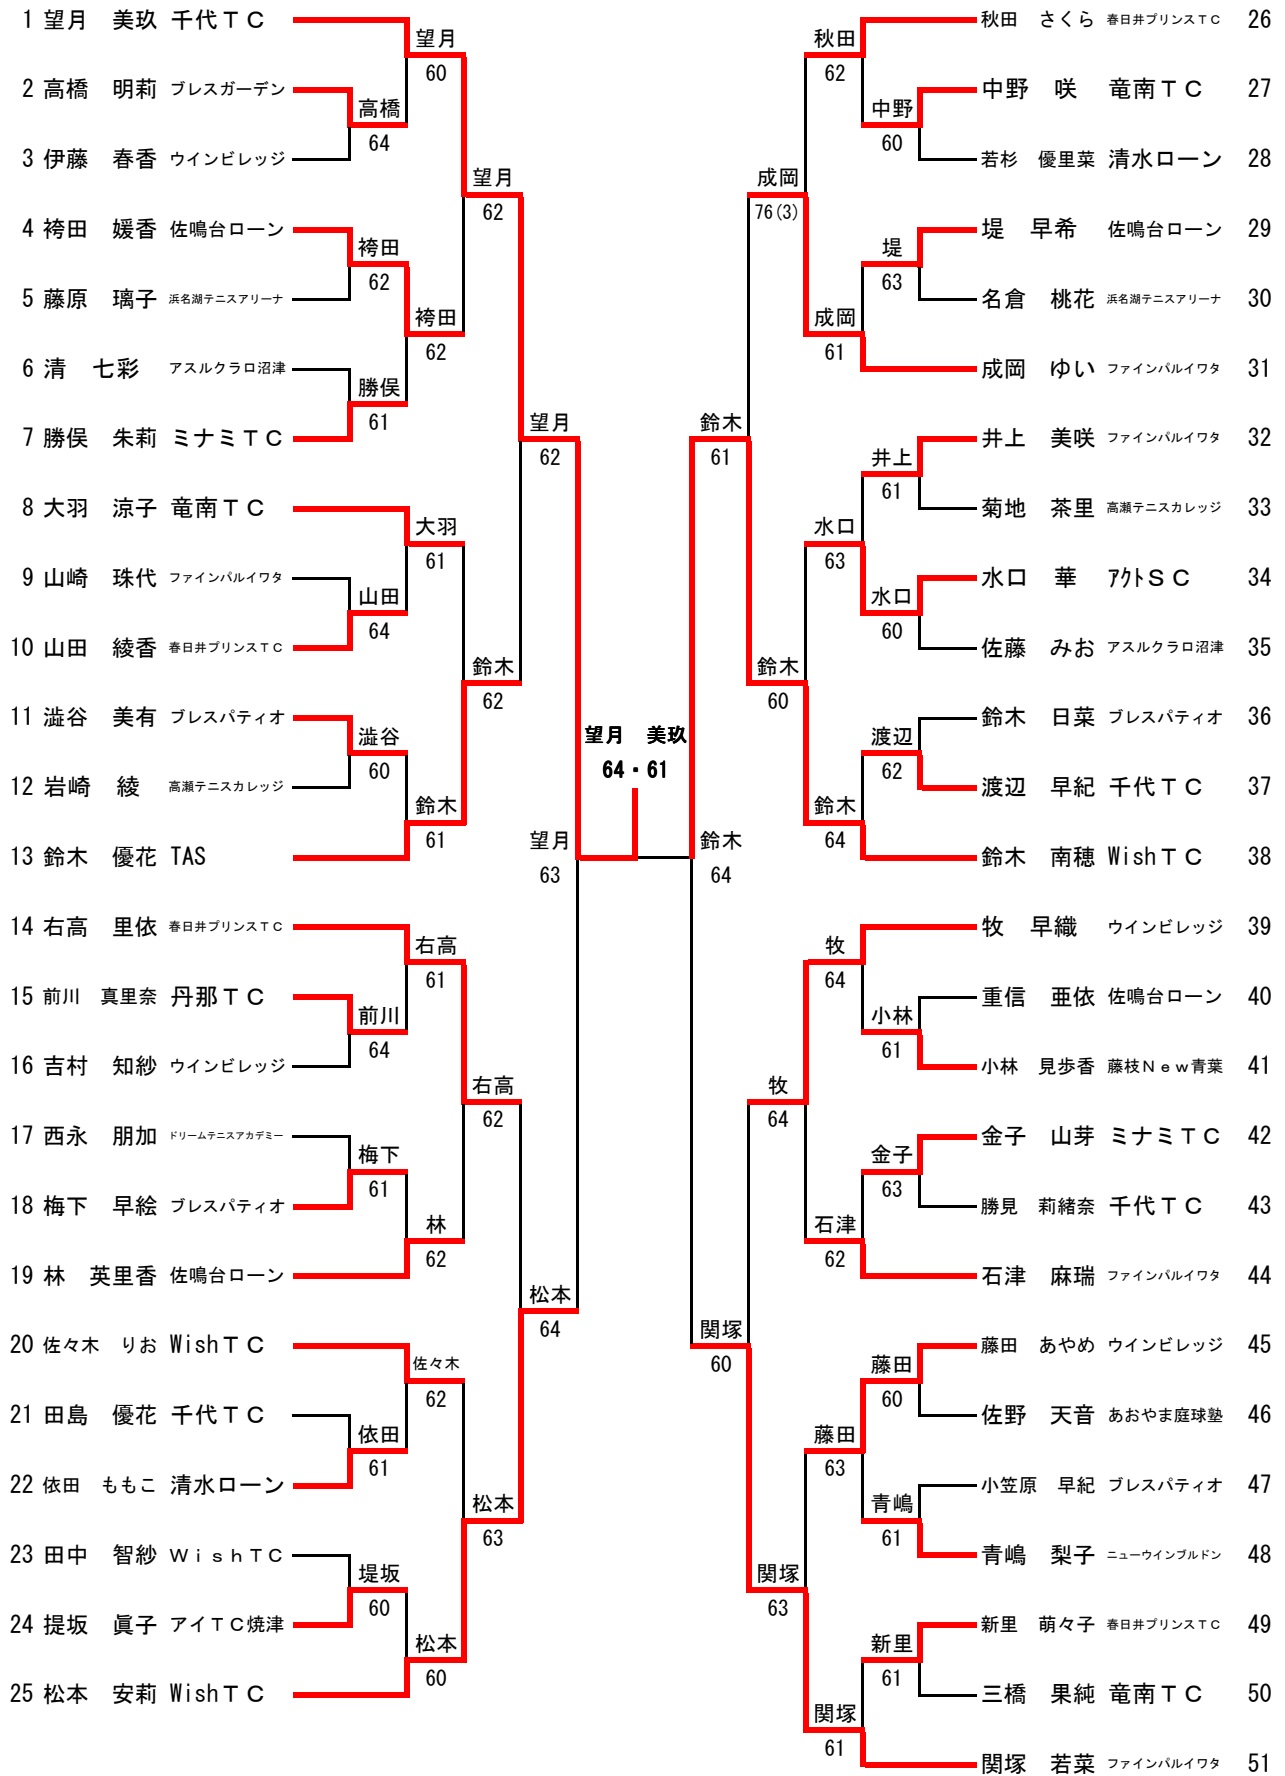 1 望月　美玖 千代ＴＣ
望月
60
2 高橋　明莉 ブレスガーデン
高橋
64
3 伊藤　春香 ウインビレッジ
望月
62
4 袴田　媛香 佐鳴台ローン
袴田
62
5 藤原　璃子 浜名湖テニスアリーナ
袴田
62
6 清　七彩 アスルクラロ沼津
勝俣
61
7 勝俣　朱莉 ミナミＴＣ
望月
62
8 大羽　涼子 竜南ＴＣ
大羽
61
9 山崎　珠代 ファインパルイワタ
山田
64
10 山田　綾香 春日井プリンスＴＣ
鈴木
62
11 澁谷　美有 ブレスパティオ
澁谷
60
12 岩崎　綾 高瀬テニスカレッジ
鈴木
61
13 鈴木　優花 TAS
望月
63
14 右高　里依 春日井プリンスＴＣ
右高
61
15 前川　真里奈 丹那ＴＣ
前川
64
16 吉村　知紗 ウインビレッジ
右高
62
17 西永　朋加 ドリームテニスアカデミー
梅下
61
18 梅下　早絵 ブレスパティオ
林
62
19 林　英里香 佐鳴台ローン
松本
64
20 佐々木　りお WishＴＣ
佐々木
62
21 田島　優花 千代ＴＣ
依田
61
22 依田　ももこ 清水ローン
松本
63
23 田中　智紗 ＷｉｓｈＴＣ
堤坂
60
24 提坂　眞子 アイＴＣ焼津
松本
60
25 松本　安莉 WishＴＣ
望月　美玖
64・61
秋田　さくら 春日井プリンスＴＣ 26
秋田
62
中野　咲 竜南ＴＣ 27
中野
60
若杉　優里菜 清水ローン 28
成岡
76(3)
堤　早希 佐鳴台ローン 29
堤
63
名倉　桃花 浜名湖テニスアリーナ 30
成岡
61
成岡　ゆい ファインパルイワタ 31
鈴木
61
井上　美咲 ファインパルイワタ 32
井上
61
菊地　茶里 高瀬テニスカレッジ 33
水口
63
水口　華 ｱｸﾄＳＣ 34
水口
60
佐藤　みお アスルクラロ沼津 35
鈴木
60
鈴木　日菜 ブレスパティオ 36
渡辺
62
渡辺　早紀 千代ＴＣ 37
鈴木
64
鈴木　南穂 WishＴＣ 38
鈴木
64
牧　早織 ウインビレッジ 39
牧
64
重信　亜依 佐鳴台ローン 40
小林
61
小林　見歩香 藤枝Ｎｅｗ青葉 41
牧
64
金子　山芽 ミナミＴＣ 42
金子
63
勝見　莉緒奈 千代ＴＣ 43
石津
62
石津　麻瑞 ファインパルイワタ 44
関塚
60
藤田　あやめ ウインビレッジ 45
藤田
60
佐野　天音 あおやま庭球塾 46
藤田
63
小笠原　早紀 ブレスパティオ 47
青嶋
61
青嶋　梨子 ニューウインブルドン 48
関塚
63
新里　萌々子 春日井プリンスＴＣ 49
新里
61
三橋　果純 竜南ＴＣ 50
関塚
61
関塚　若菜 ファインパルイワタ 51